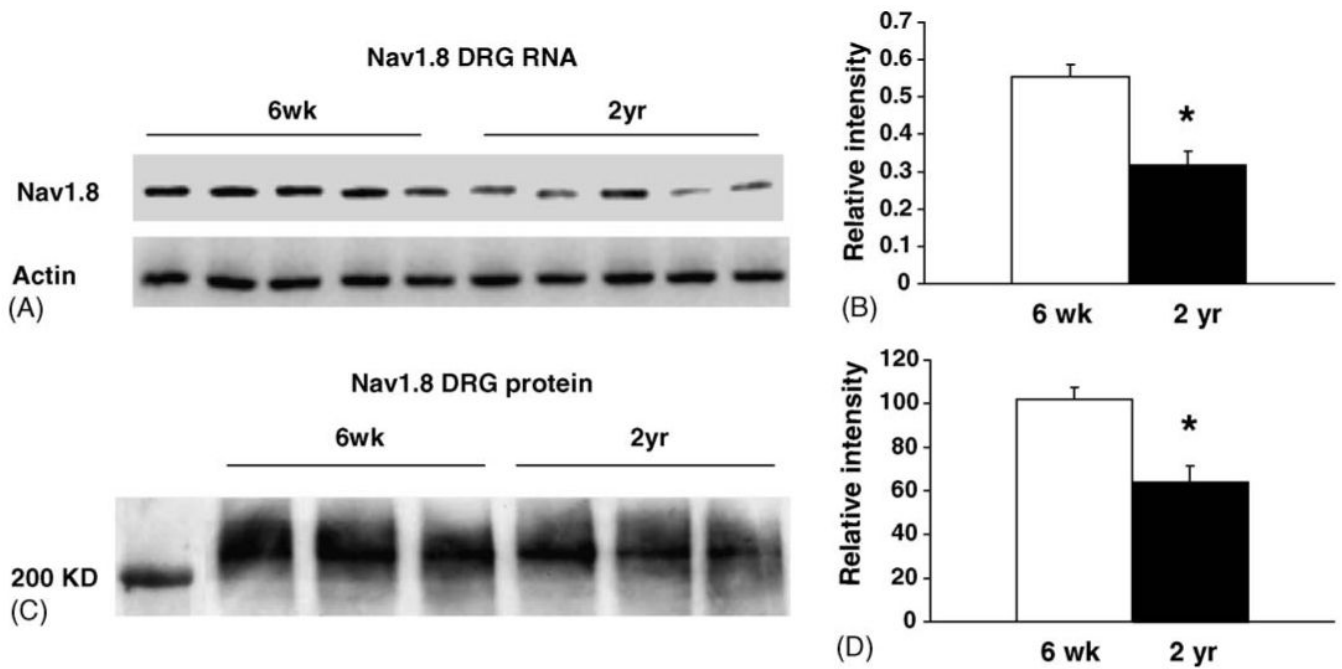 Nav1.8 DRG RNA
6wk 2yr
Nav1.8
Actin
(A)
Relative intensity
0.7
0.6
0.5
0.4
0.3
0.2
0.1
0
*
6 wk 2 yr
(B)
Nav1.8 DRG protein
6wk 2yr
200 KD
(C)
Relative intensity
120
100
80
60
40
20
0
*
6 wk 2 yr
(D)